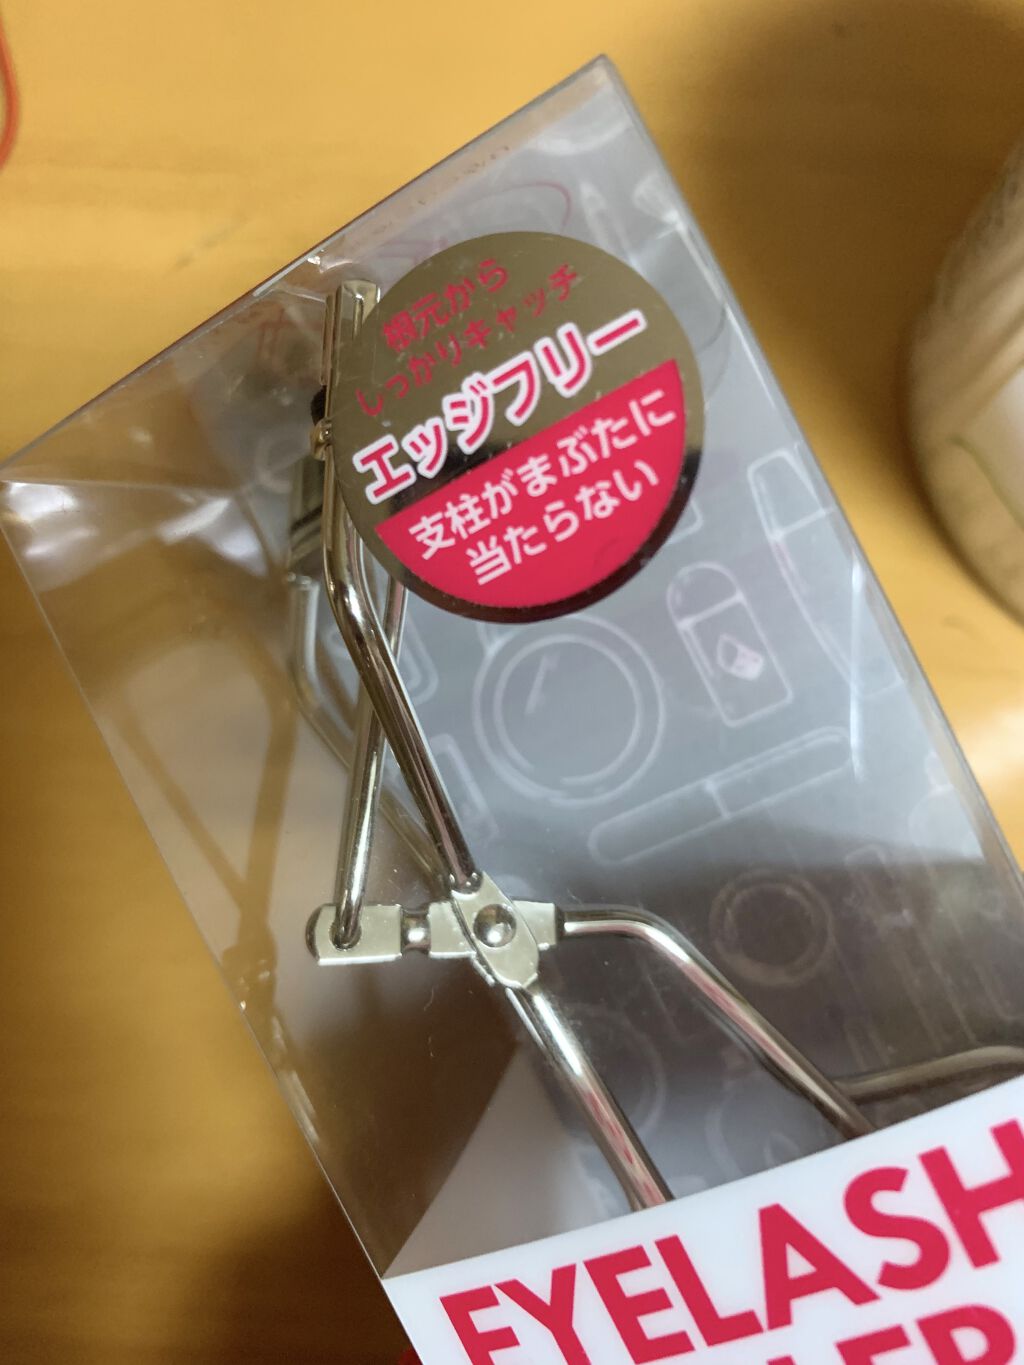 根元から
しっかりキャッチ
エッジフリー
支柱がまぶたに
当たらない
EYELASH